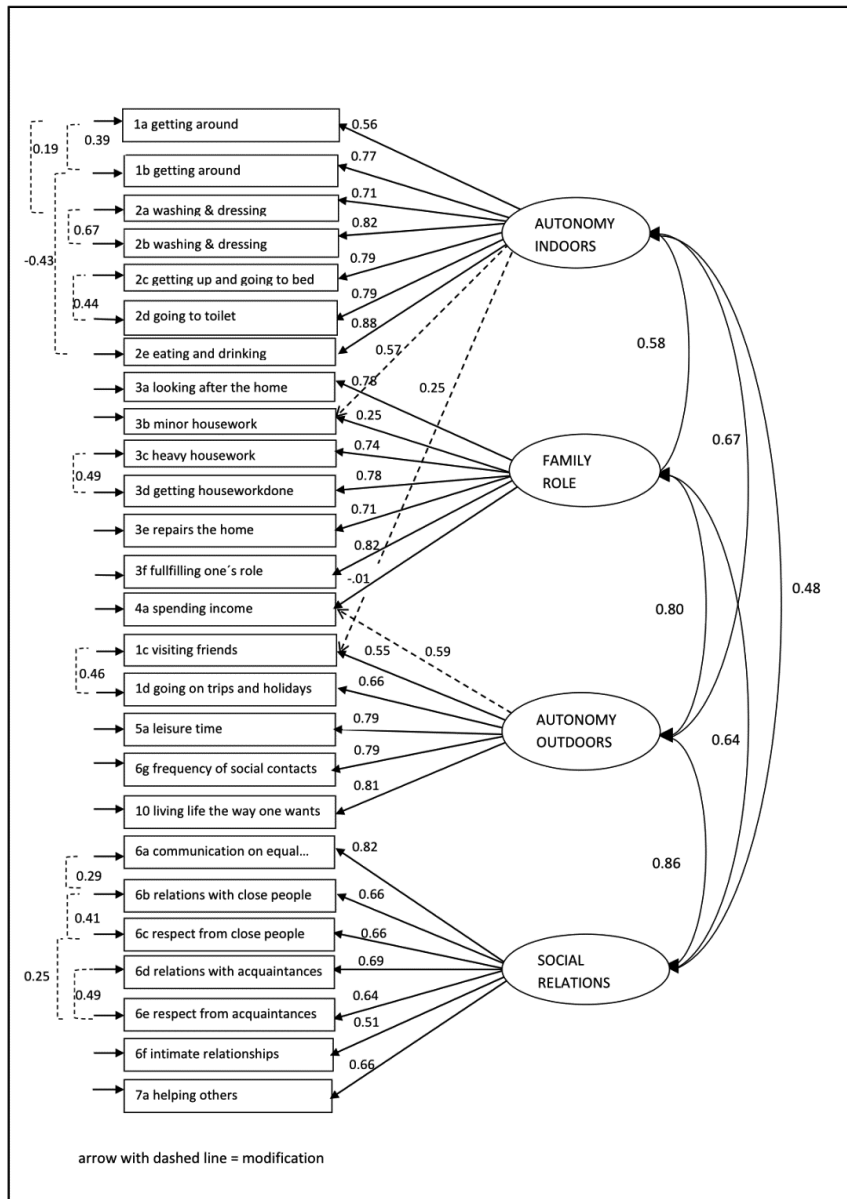 1a getting around
0.56
0.39
0.19
1b getting around
0.77
2a washing & dressing
0.71
0.67
2b washing & dressing
0.82
-0.43
2c getting up and going to bed
0.79
0.44
2d going to toilet
0.79
2e eating and drinking
0.88
AUTONOMY
INDOORS
0.57
0.25
0.58
3a looking after the home
0.78
3b minor housework
0.25
3c heavy housework
0.74
0.49
3d getting houseworkdone
0.78
3e repairs the home
0.71
3f fullfilling one´s role
0.82
4a spending income
-.01
FAMILY
ROLE
0.67
0.48
0.80
0.59
1c visiting friends
0.55
0.46
1d going on trips and holidays
0.66
5a leisure time
0.79
6g frequency of social contacts
0.79
10 living life the way one wants
0.81
AUTONOMY
OUTDOORS
0.64
0.86
6a communication on equal...
0.82
0.29
6b relations with close people
0.66
0.41
6c respect from close people
0.66
0.25
6d relations with acquaintances
0.69
0.49
6e respect from acquaintances
0.64
6f intimate relationships
0.51
7a helping others
0.66
SOCIAL
RELATIONS
arrow with dashed line = modification